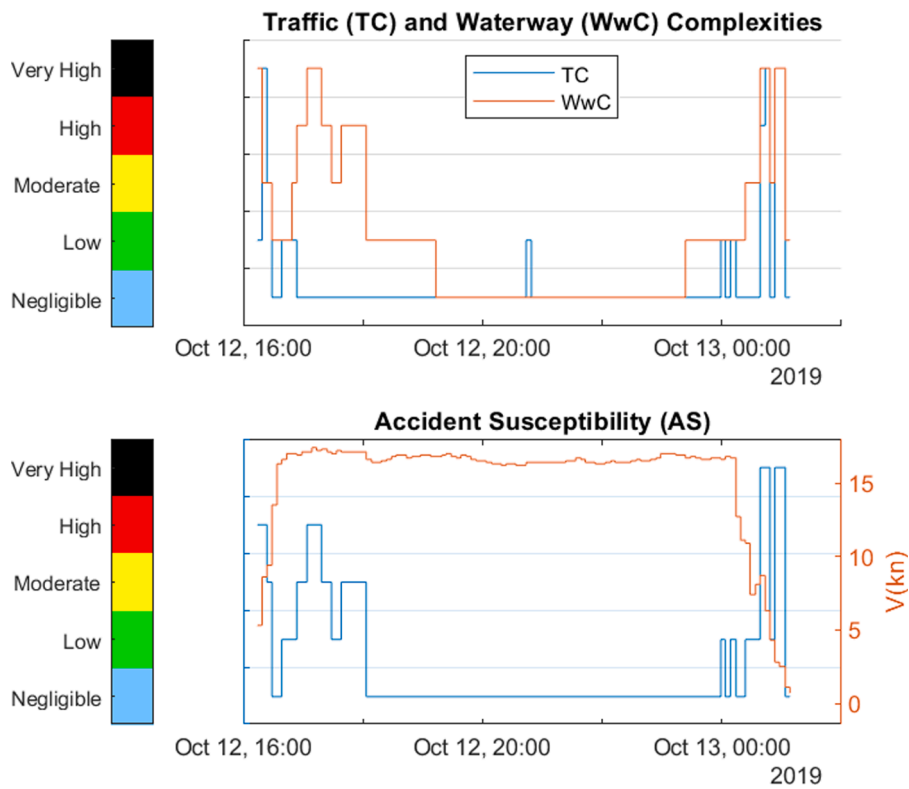 Traffic (TC) and Waterway (WwC) Complexities
Very High
High
Moderate
Low
Negligible
TC
WwC
Oct 12, 16:00
Oct 12, 20:00
Oct 13, 00:00
2019
Accident Susceptibility (AS)
Very High
High
Moderate
Low
Negligible
15
10
5
0
V(kn)
Oct 12, 16:00
Oct 12, 20:00
Oct 13, 00:00
2019